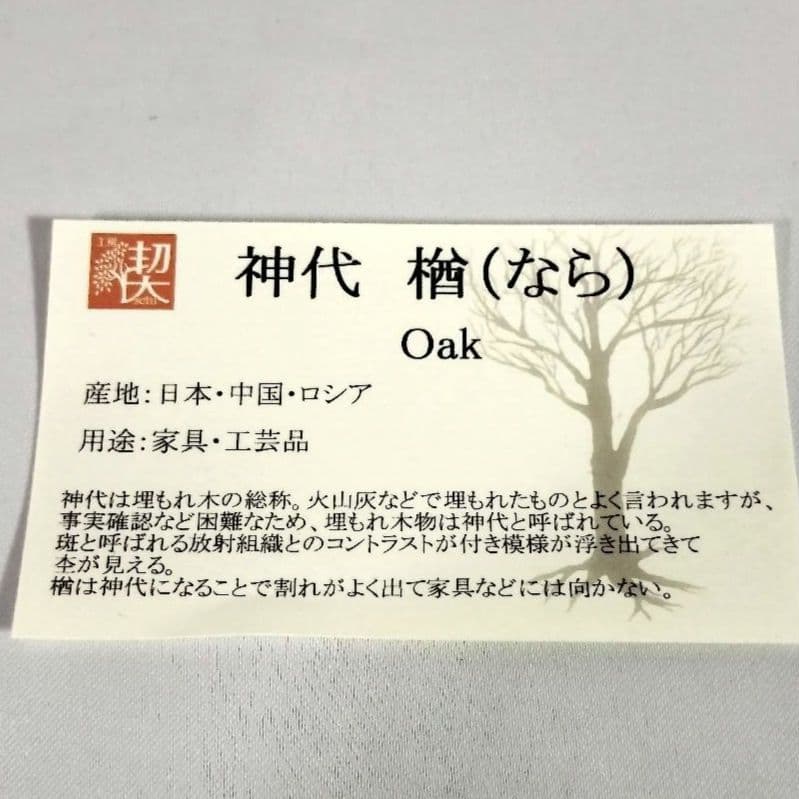 工房
楔
seth
神代 楢(なら)
Oak
産地:日本・中国・ロシア
用途:家具・工芸品
神代は埋もれ木の総称。火山灰などで埋もれたものとよく言われますが、
事実確認など困難なため、埋もれ木物は神代と呼ばれている。
斑と呼ばれる放射組織とのコントラストが付き模様が浮き出てきて
杢が見える。
楢は神代になることで割れがよく出て家具などには向かない。